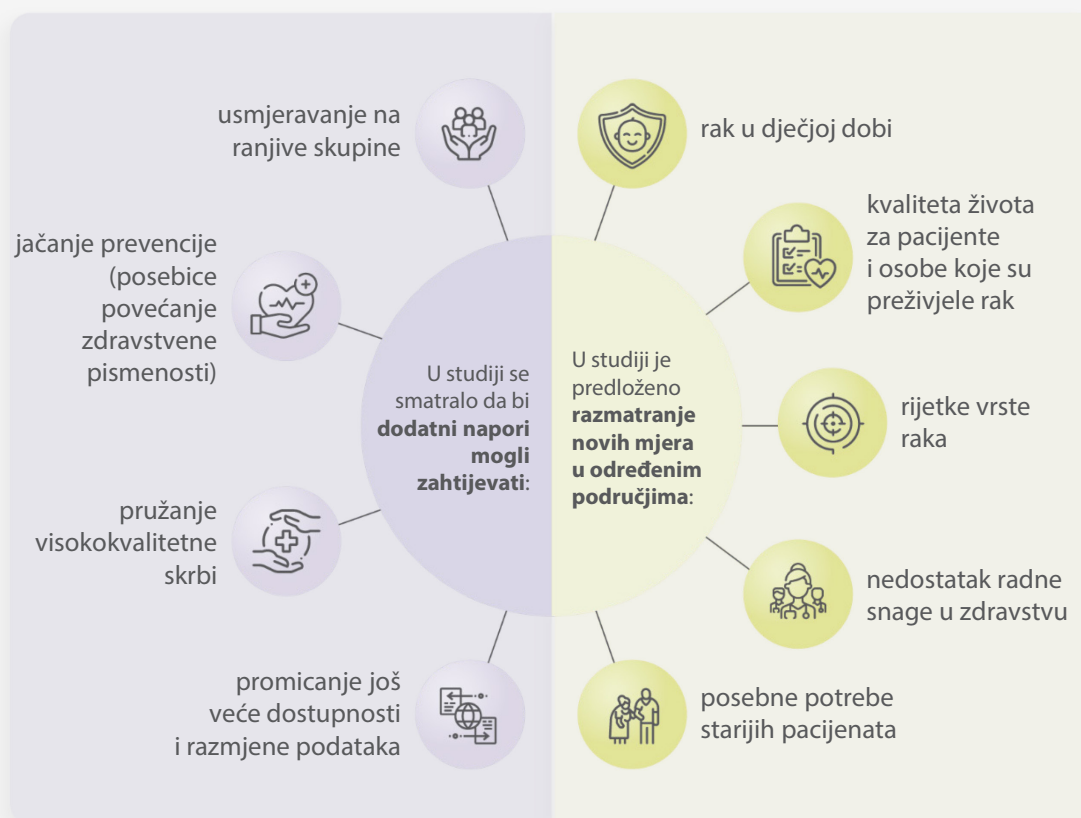 usmjeravanje na
ranjive skupine
jačanje prevencije
(posebice
povećanje
zdravstvene
pismenosti)
U studiji se
smatralo da bi
dodatni napori
mogli
zahtijevati:
pružanje
visokokvalitetne
skrbi
promicanje još
veće dostupnosti
i razmjene podataka
rak u dječjoj dobi
kvaliteta života
za pacijente
i osobe koje su
preživjele rak
U studiji je
predloženo
razmatranje
novih mjera
u određenim
područjima:
rijetke vrste
raka
nedostatak radne
snage u zdravstvu
posebne potrebe
starijih pacijenata